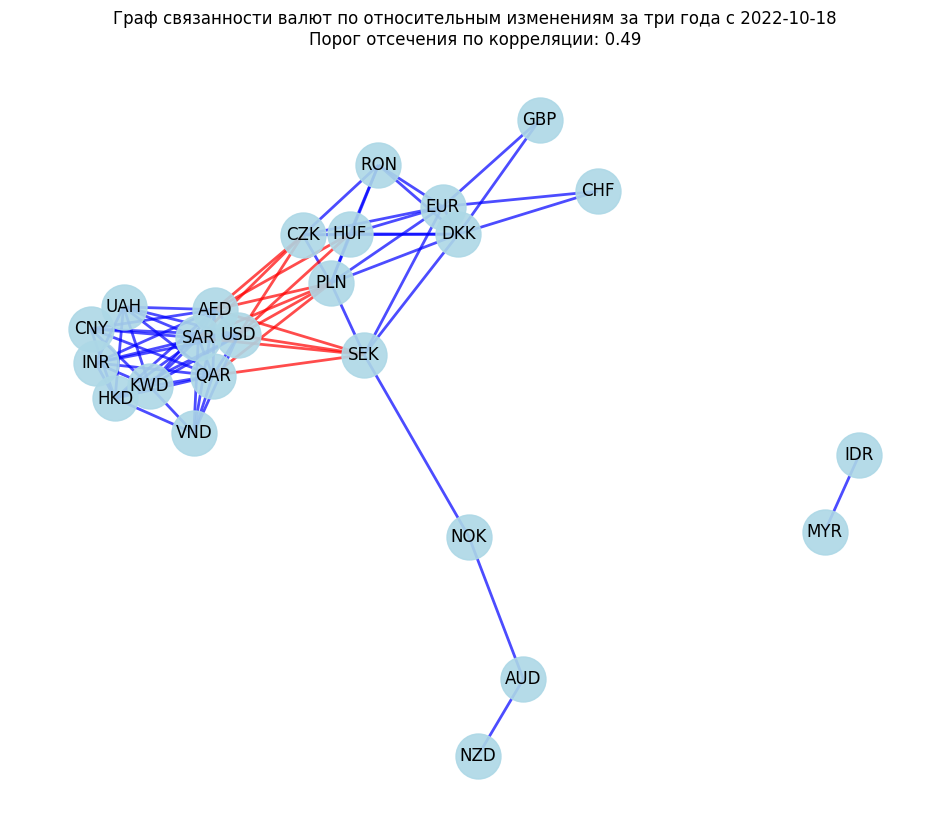 Граф связанности валют по относительным изменениям за три года с 2022-10-18
Порог отсечения по корреляции: 0.49
GBP
RON
CHF
EUR
CZK
HUF
DKK
PLN
UAH
AED
CNY
SAR
USD
SEK
INR
QAR
KWD
HKD
VND
IDR
MYR
NOK
AUD
NZD